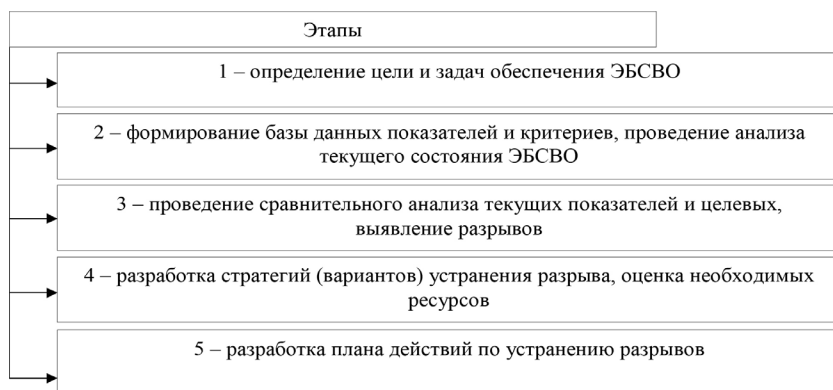 Этапы
1 – определение цели и задач обеспечения ЭБСВО
2 – формирование базы данных показателей и критериев, проведение анализа
текущего состояния ЭБСВО
3 – проведение сравнительного анализа текущих показателей и целевых,
выявление разрывов
4 – разработка стратегий (вариантов) устранения разрыва, оценка необходимых
ресурсов
5 – разработка плана действий по устранению разрывов